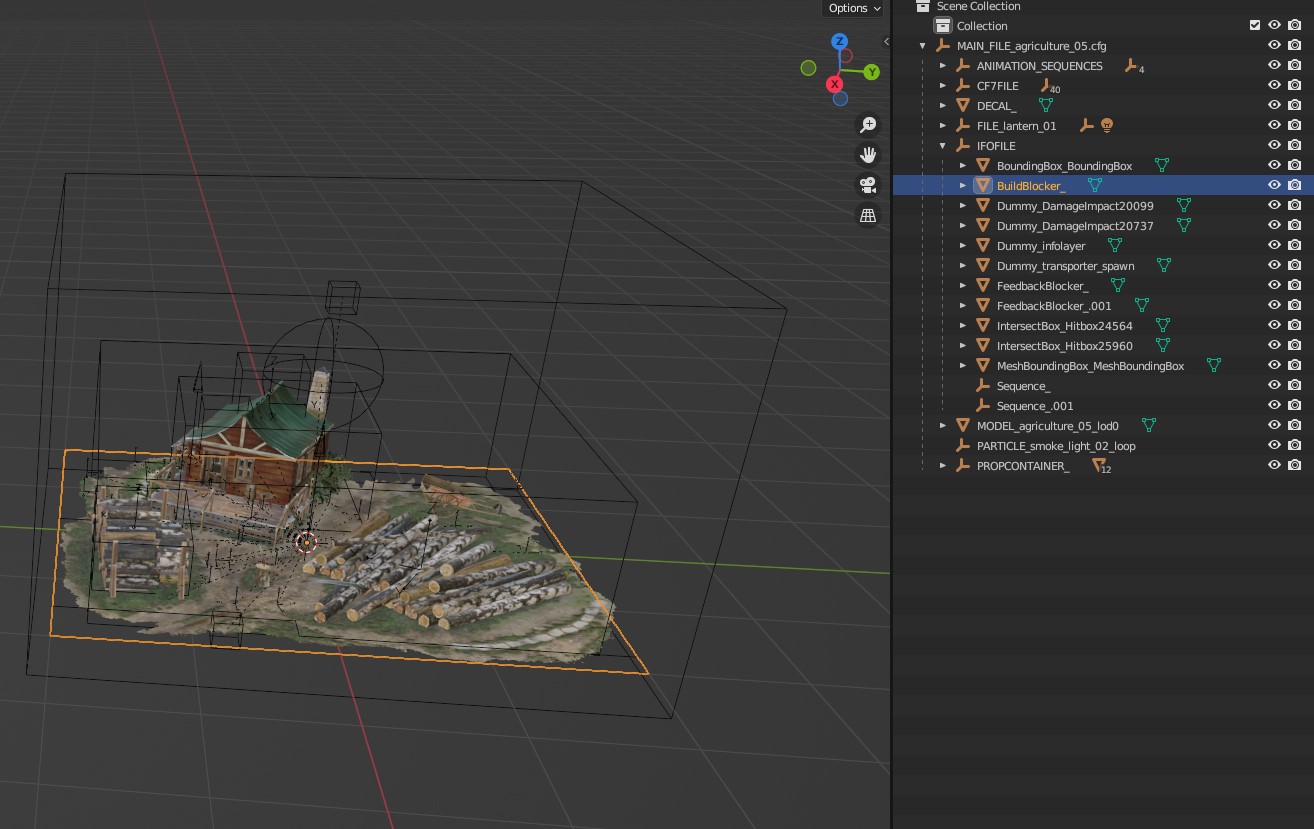 Options
Z
Y
X
Scene Collection
Collection
MAIN_FILE_agriculture_05.cfg
ANIMATION_SEQUENCES 4
CF7FILE 40
DECAL_
FILE_lantern_01
IFOFILE
BoundingBox_BoundingBox
BuildBlocker_
Dummy_DamageImpact20099
Dummy_DamageImpact20737
Dummy_infolayer
Dummy_transporter_spawn
FeedbackBlocker_
FeedbackBlocker_.001
IntersectBox_Hitbox24564
IntersectBox_Hitbox25960
MeshBoundingBox_MeshBoundingBox
Sequence_
Sequence_.001
MODEL_agriculture_05_lod0
PARTICLE_smoke_light_02_loop
PROPCONTAINER_ 12